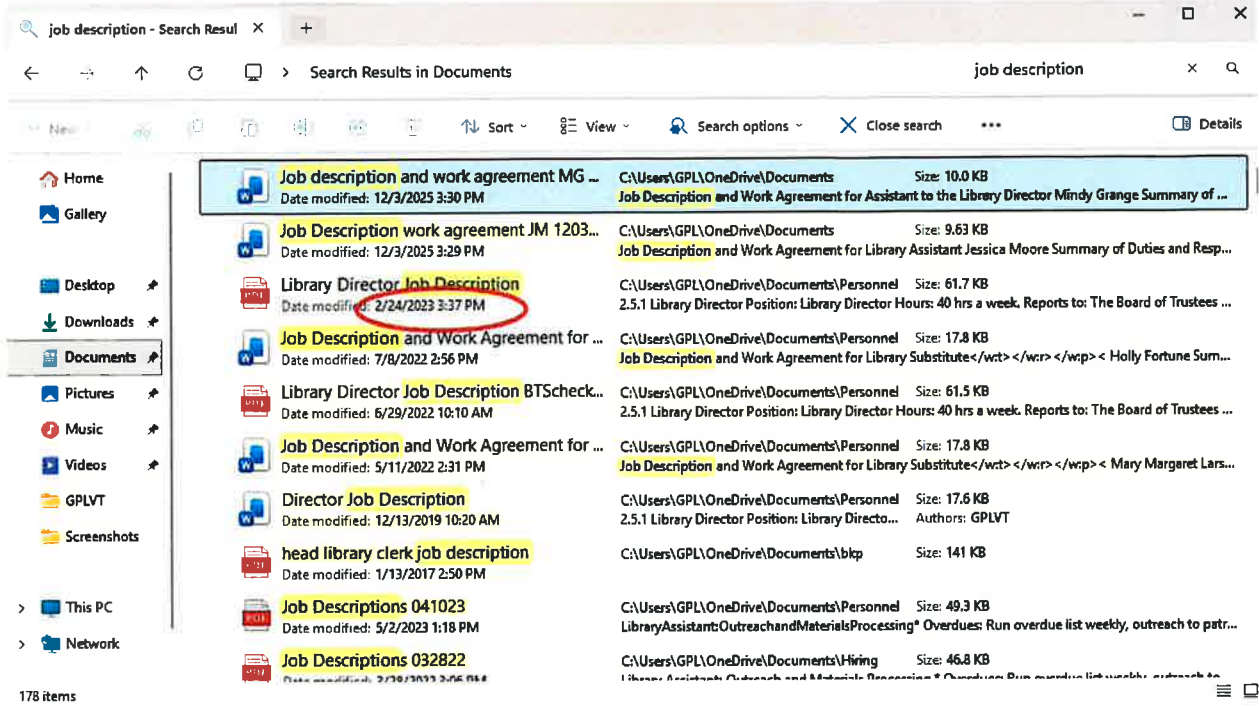 job description - Search Resul
Search Results in Documents
job description
New
Sort
View
Search options
Close search
Details
Home
Gallery
Desktop
Downloads
Documents
Pictures
Music
Videos
GPLVT
Screenshots
This PC
Network
Job description and work agreement MG ... C:\Users\GPL\OneDrive\Documents Size: 10.0 KB
Date modified: 12/3/2025 3:30 PM Job Description and Work Agreement for Assistant to the Library Director Mindy Grange Summary of ...
Job Description work agreement JM 1203... C:\Users\GPL\OneDrive\Documents Size: 9.63 KB
Date modified: 12/3/2025 3:29 PM Job Description and Work Agreement for Library Assistant Jessica Moore Summary of Duties and Resp...
Library Director Job Description C:\Users\GPL\OneDrive\Documents\Personnel Size: 61.7 KB
Date modified: 2/24/2023 3:37 PM 2.5.1 Library Director Position: Library Director Hours: 40 hrs a week. Reports to: The Board of Trustees ...
Job Description and Work Agreement for ... C:\Users\GPL\OneDrive\Documents\Personnel Size: 17.8 KB
Date modified: 7/8/2022 2:56 PM Job Description and Work Agreement for Library Substitute</w:t></w:r></w:p>< Holly Fortune Sum...
Library Director Job Description BTScheck... C:\Users\GPL\OneDrive\Documents\Personnel Size: 61.5 KB
Date modified: 6/29/2022 10:10 AM 2.5.1 Library Director Position: Library Director Hours: 40 hrs a week. Reports to: The Board of Trustees ...
Job Description and Work Agreement for ... C:\Users\GPL\OneDrive\Documents\Personnel Size: 17.8 KB
Date modified: 5/11/2022 2:31 PM Job Description and Work Agreement for Library Substitute</w:t></w:r></w:p>< Mary Margaret Lars...
Director Job Description C:\Users\GPL\OneDrive\Documents\Personnel Size: 17.6 KB
Date modified: 12/13/2019 10:20 AM 2.5.1 Library Director Position: Library Directo... Authors: GPLVT
head library clerk job description C:\Users\GPL\OneDrive\Documents\bkp Size: 141 KB
Date modified: 1/13/2017 2:50 PM
Job Descriptions 041023 C:\Users\GPL\OneDrive\Documents\Personnel Size: 49.3 KB
Date modified: 5/2/2023 1:18 PM LibraryAssistant:OutreachandMaterialsProcessing* Overdues: Run overdue list weekly, outreach to patr...
Job Descriptions 032822 C:\Users\GPL\OneDrive\Documents\Hiring Size: 46.8 KB
178 items